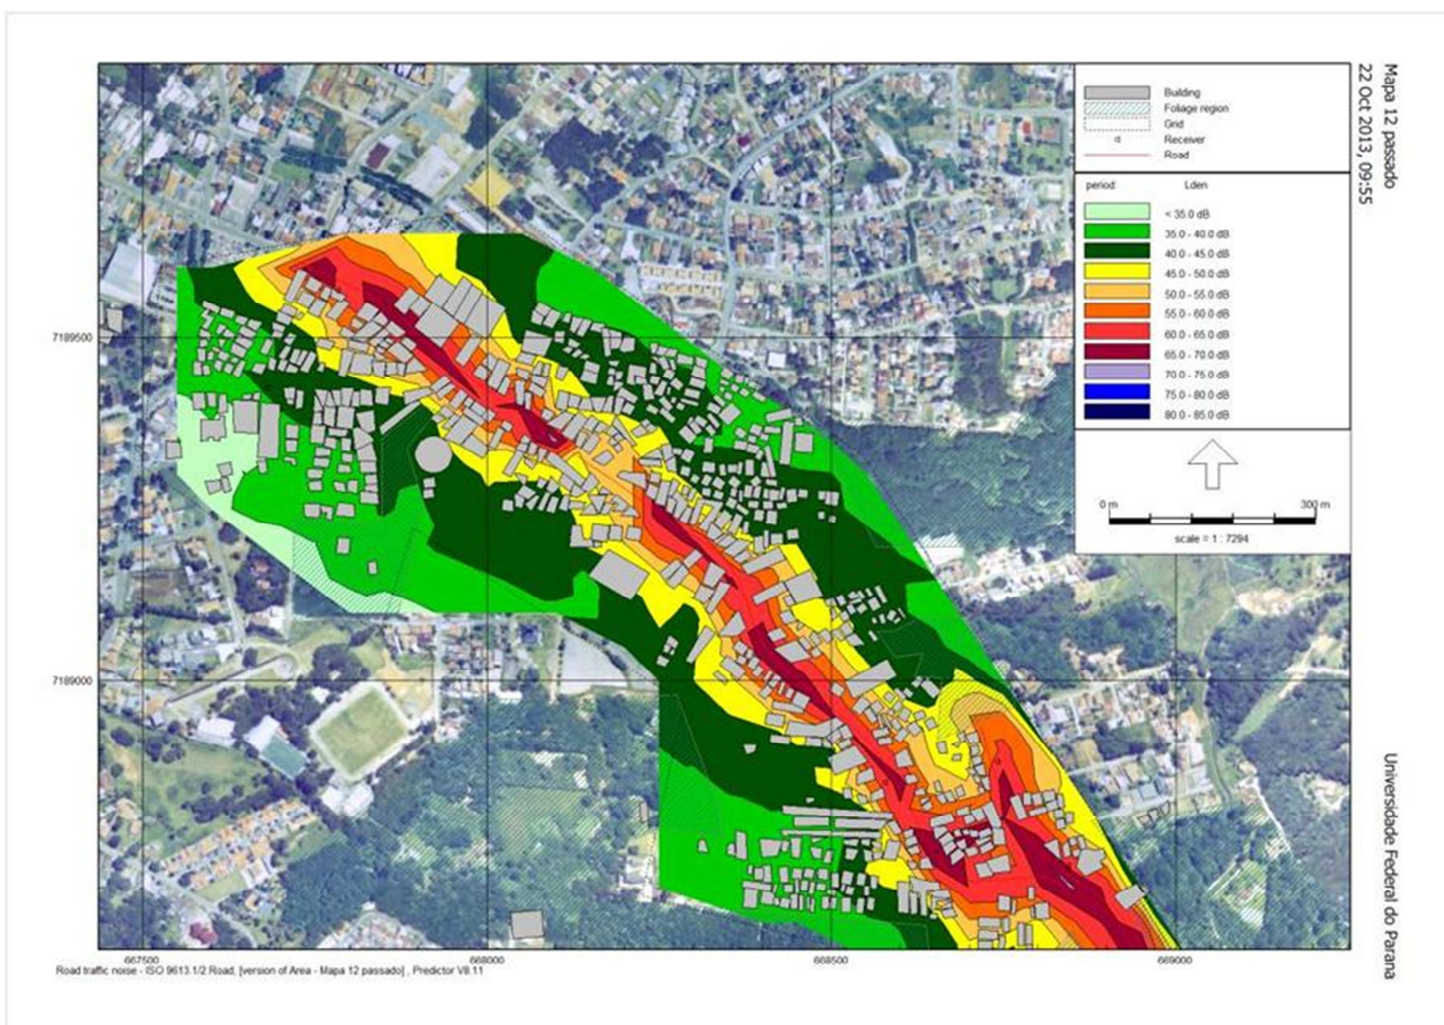 Mapa 12 passado
22 Oct 2013, 09:55
Building
Foliage region
Grid
Receiver
Road
period
Lden
< 35.0 dB
35.0 - 40.0 dB
40.0 - 45.0 dB
45.0 - 50.0 dB
50.0 - 55.0 dB
55.0 - 60.0 dB
60.0 - 65.0 dB
65.0 - 70.0 dB
70.0 - 75.0 dB
75.0 - 80.0 dB
80.0 - 85.0 dB
0 m
300 m
scale = 1 : 7294
7189500
7189000
667500
668000
668500
669000
Road traffic noise - ISO 9613.1/2 Road, [version of Area - Mapa 12 passado] , Predictor V8.11
Universidade Federal do Parana